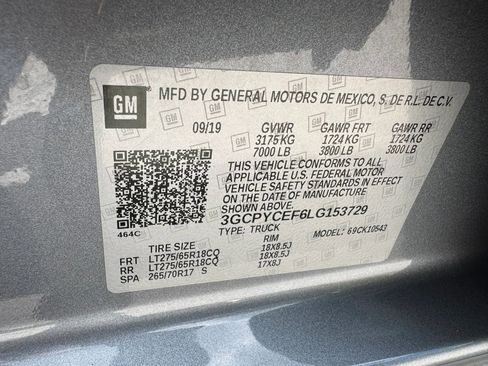 GM
MFD BY GENERAL MOTORS DE MEXICO, S. DE R.L. DE C.V.
09/19 GVWR GAWR FRT GAWR RR
3175 KG 1724 KG 1724 KG
7000 LB 3800 LB 3800 LB
THIS VEHICLE CONFORMS TO ALL
APPLICABLE U.S. FEDERAL MOTOR
VEHICLE SAFETY STANDARDS IN EFFECT
ON THE DATE OF MANUFACTURE
SHOWN ABOVE.
3GCPYCEF6LG153729
464C TYPE: TRUCK MODEL: 69CK10543
TIRE SIZE RIM
FRT LT275/65R18CQ 18X8.5J
RR LT275/65R18CQ 18X8.5J
SPA 265/70R17 S 17X8J